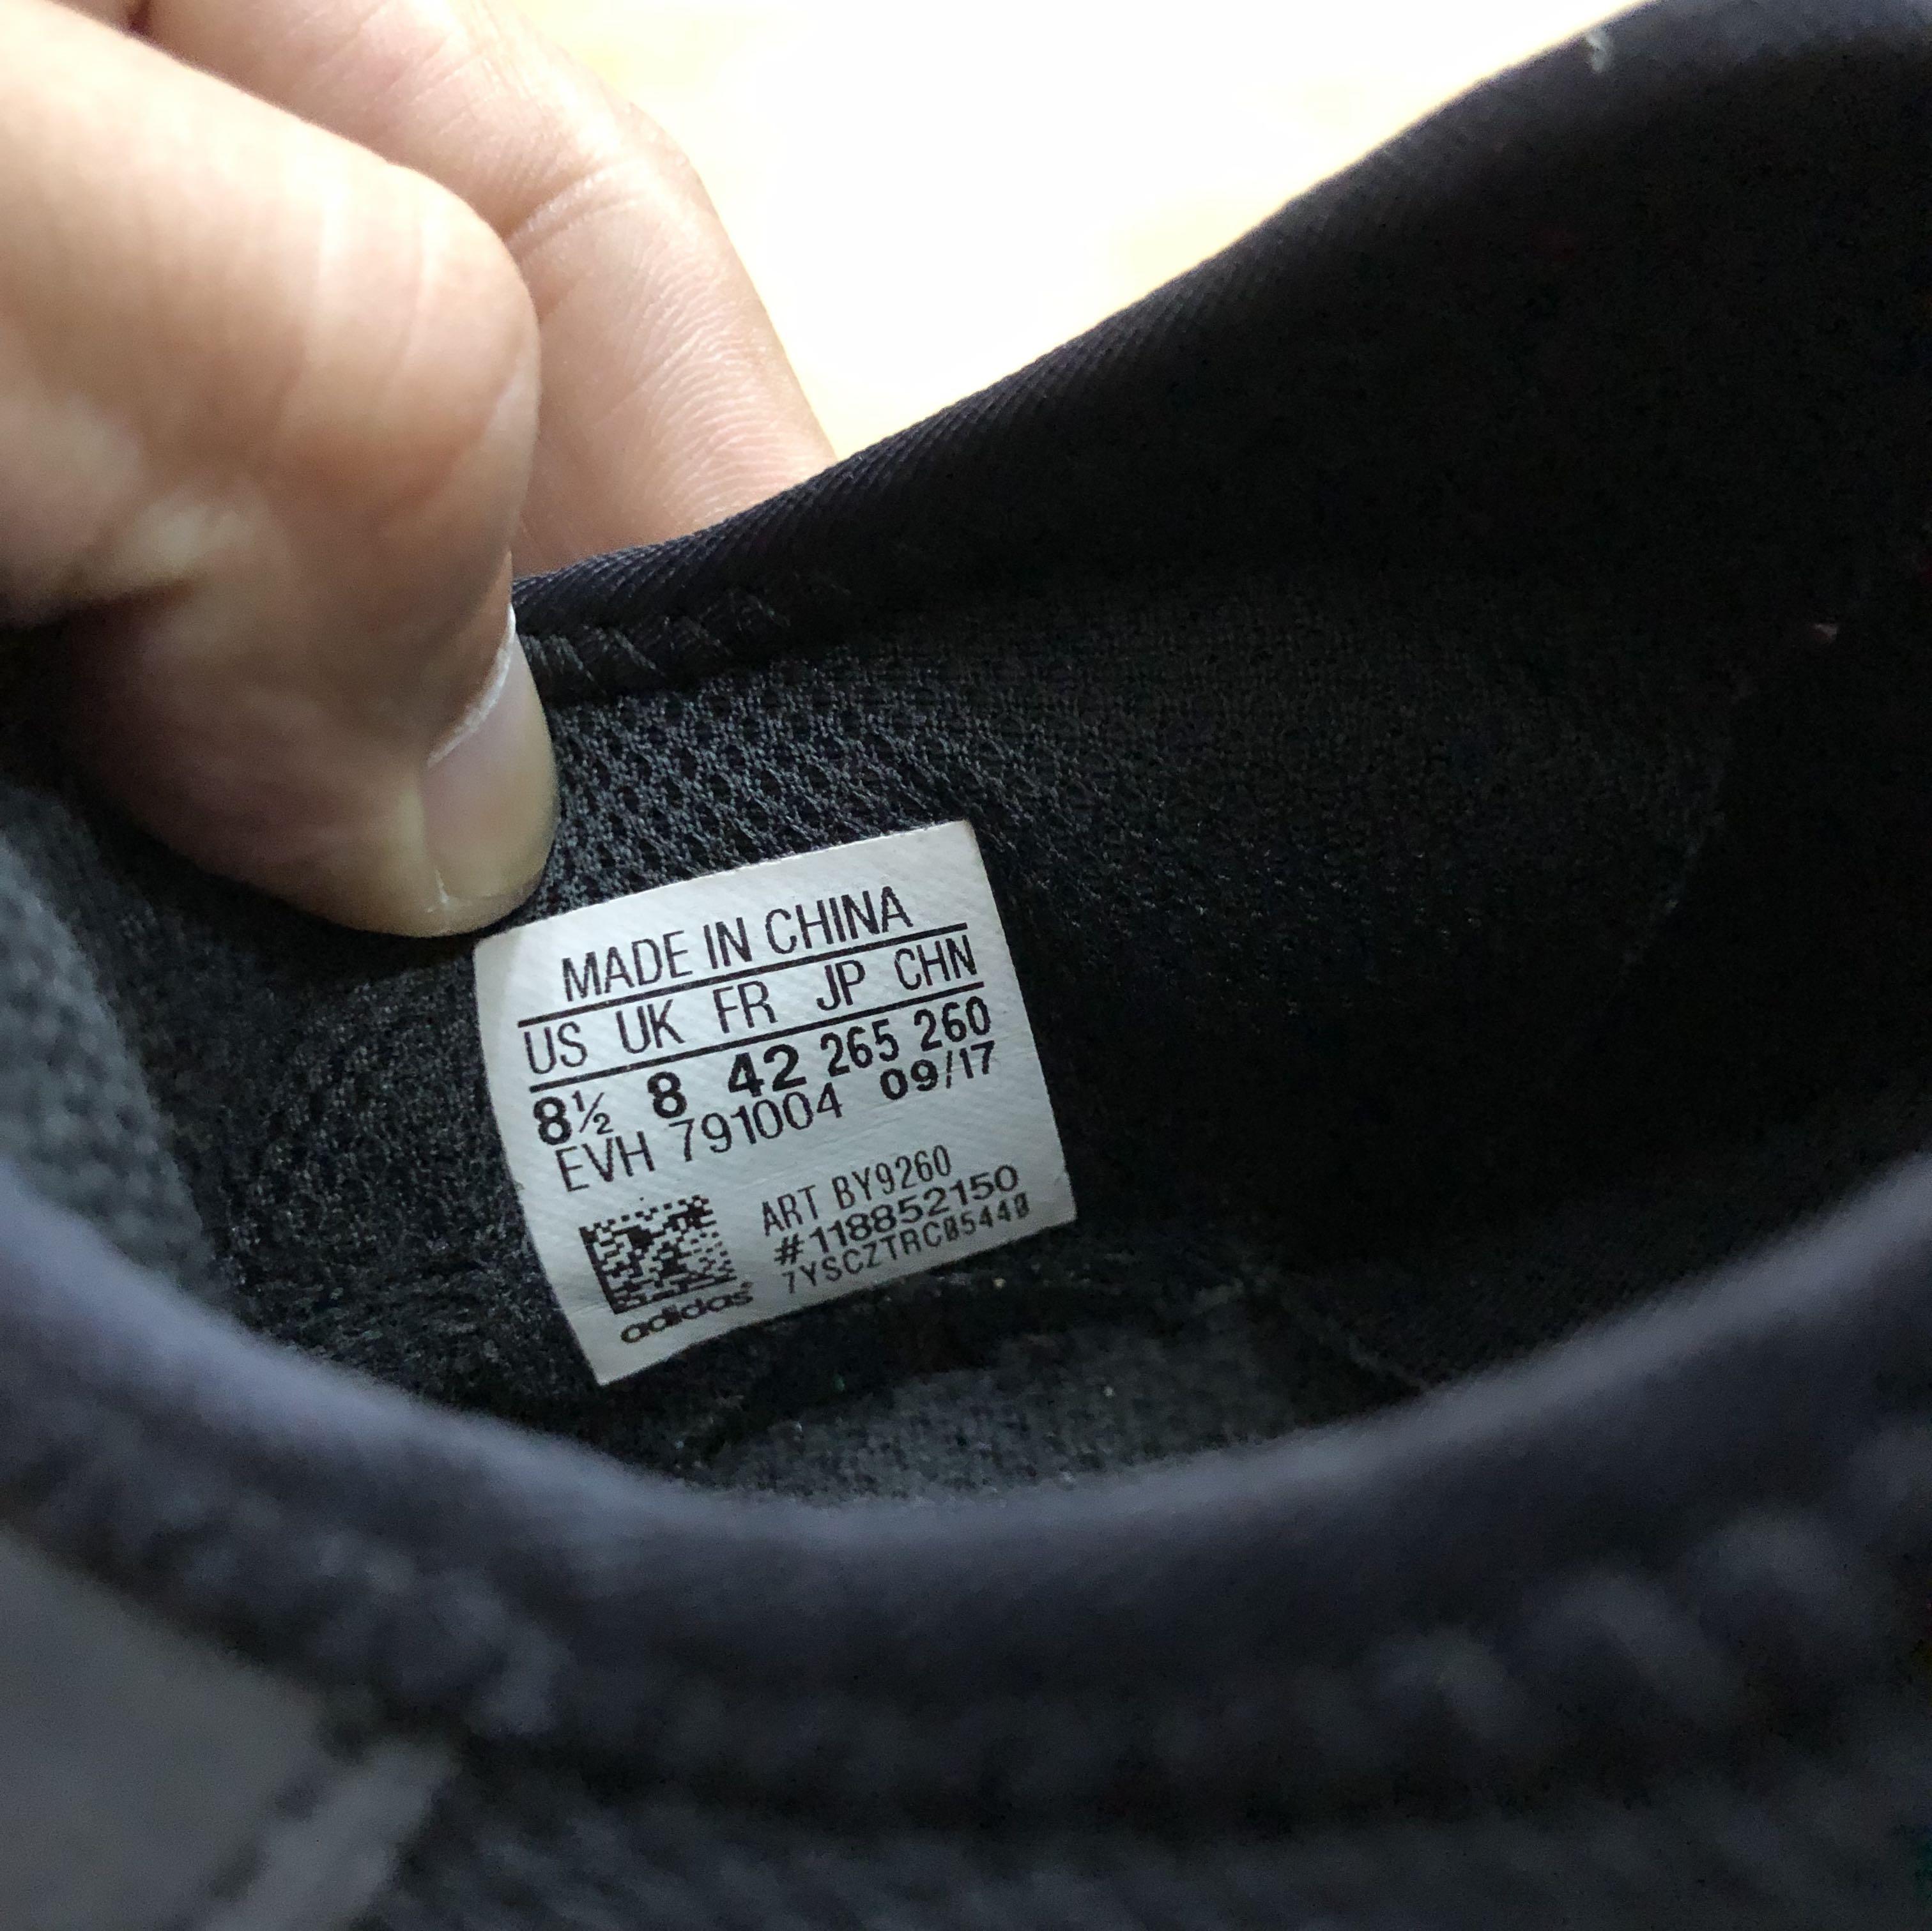 MADE IN CHINA
US UK FR JP CHN
8½ 8 42 265 260
EVH 791004 09/17
ART BY9260
#118852150
7YSCZTRC05440
adidas